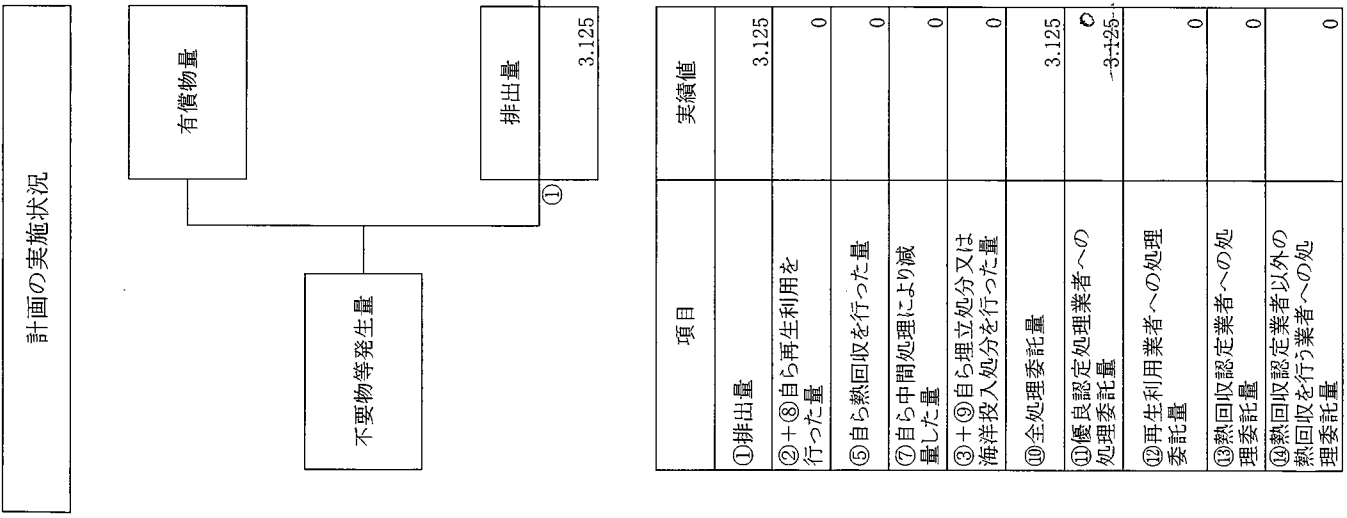 計画の実施状況
有償物量
不要物等発生量
排出量
3.125
①
項目
実績値
①排出量
3.125
②+⑧自ら再生利用を
行った量
0
⑤自ら熱回収を行った量
0
⑦自ら中間処理により減
量した量
0
③+⑨自ら埋立処分又は
海洋投入処分を行った量
0
⑩全処理委託量
3.125
⑪優良認定処理業者への
処理委託量
0
3.125
⑫再生利用業者への処理
委託量
0
⑬熱回収認定業者への処
理委託量
0
⑭熱回収認定業者以外の
熱回収を行う業者への処
理委託量
0